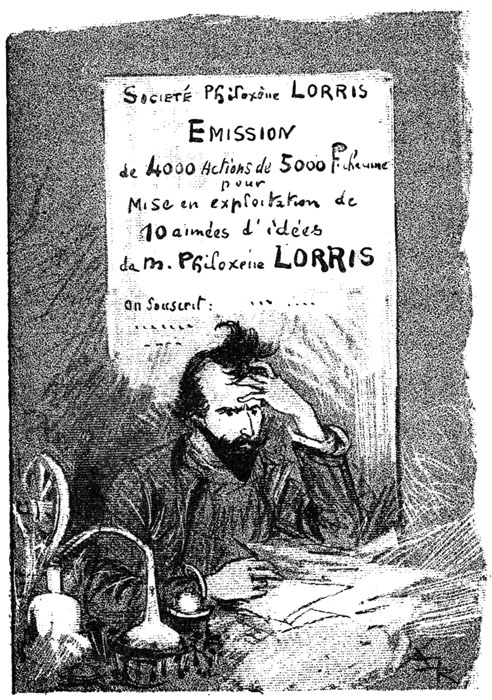 SOCIETÉ Philoxène LORRIS
EMISSION
de 4000 Actions de 5000 F. chacune
pour
Mise en exploitation de
10 années d'idées
de M. Philoxène LORRIS
on souscrit :